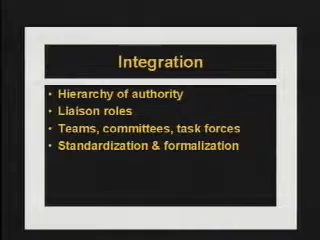 Integration
• Hierarchy of authority
• Liaison roles
• Teams, committees, task forces
• Standardization & formalization